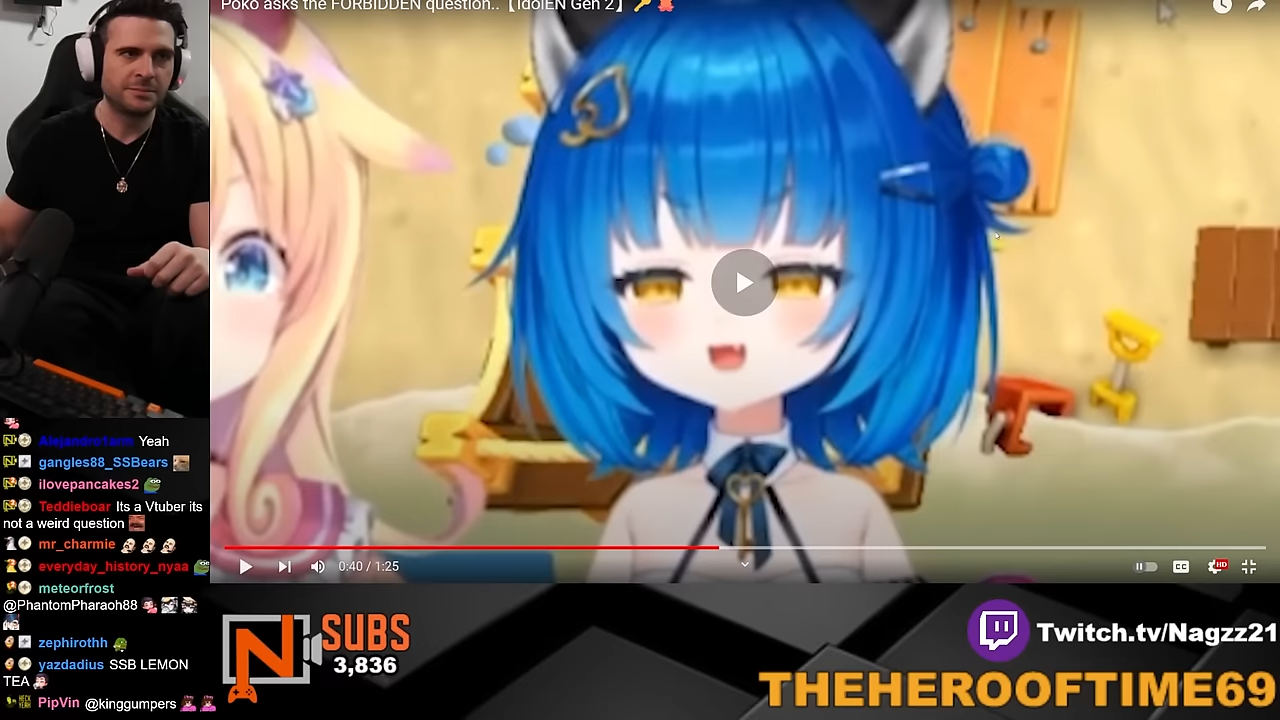 Poko asks the FORBIDDEN question..【IdolEN Gen 2】
0:40 / 1:25
CC
HD
Yeah
gangles88_SSBears
ilovepancakes2
Teddieboar Its a Vtuber its
not a weird question
mr_charmie
everyday_history_nyaa
meteorfrost
@PhantomPharaoh88
zephirothh
yazdadius SSB LEMON
TEA
PipVin @kinggumpers
N SUBS
3,836
Twitch.tv/Nagzz21
THEHEROOFTIME69